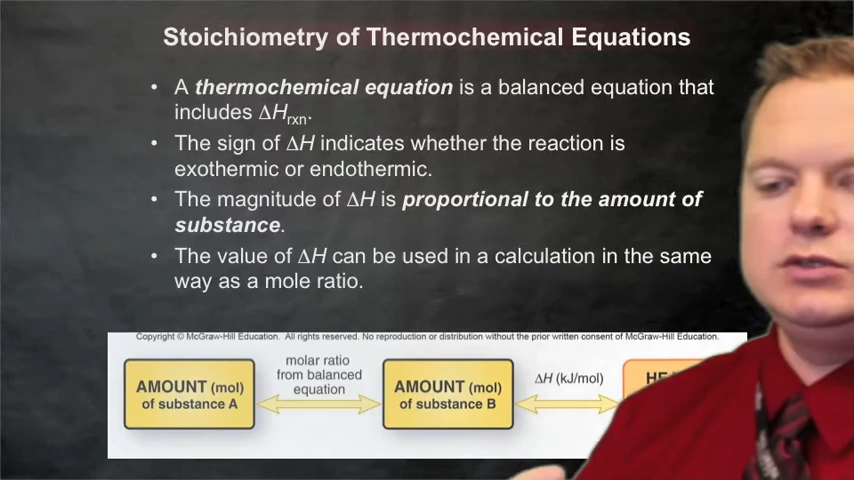 Stoichiometry of Thermochemical Equations
• A thermochemical equation is a balanced equation that
includes ΔHrxn.
• The sign of ΔH indicates whether the reaction is
exothermic or endothermic.
• The magnitude of ΔH is proportional to the amount of
substance.
• The value of ΔH can be used in a calculation in the same
way as a mole ratio.
Copyright © McGraw-Hill Education. All rights reserved. No reproduction or distribution without the prior written consent of McGraw-Hill Education.
AMOUNT (mol)
of substance A
molar ratio
from balanced
equation
AMOUNT (mol)
of substance B
ΔH (kJ/mol)